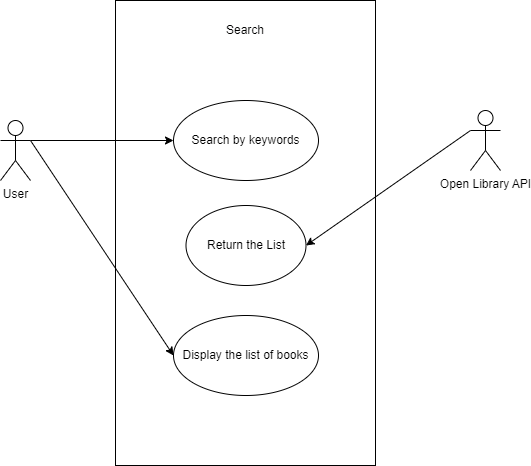 Search
Search by keywords
User
Open Library API
Return the List
Display the list of books